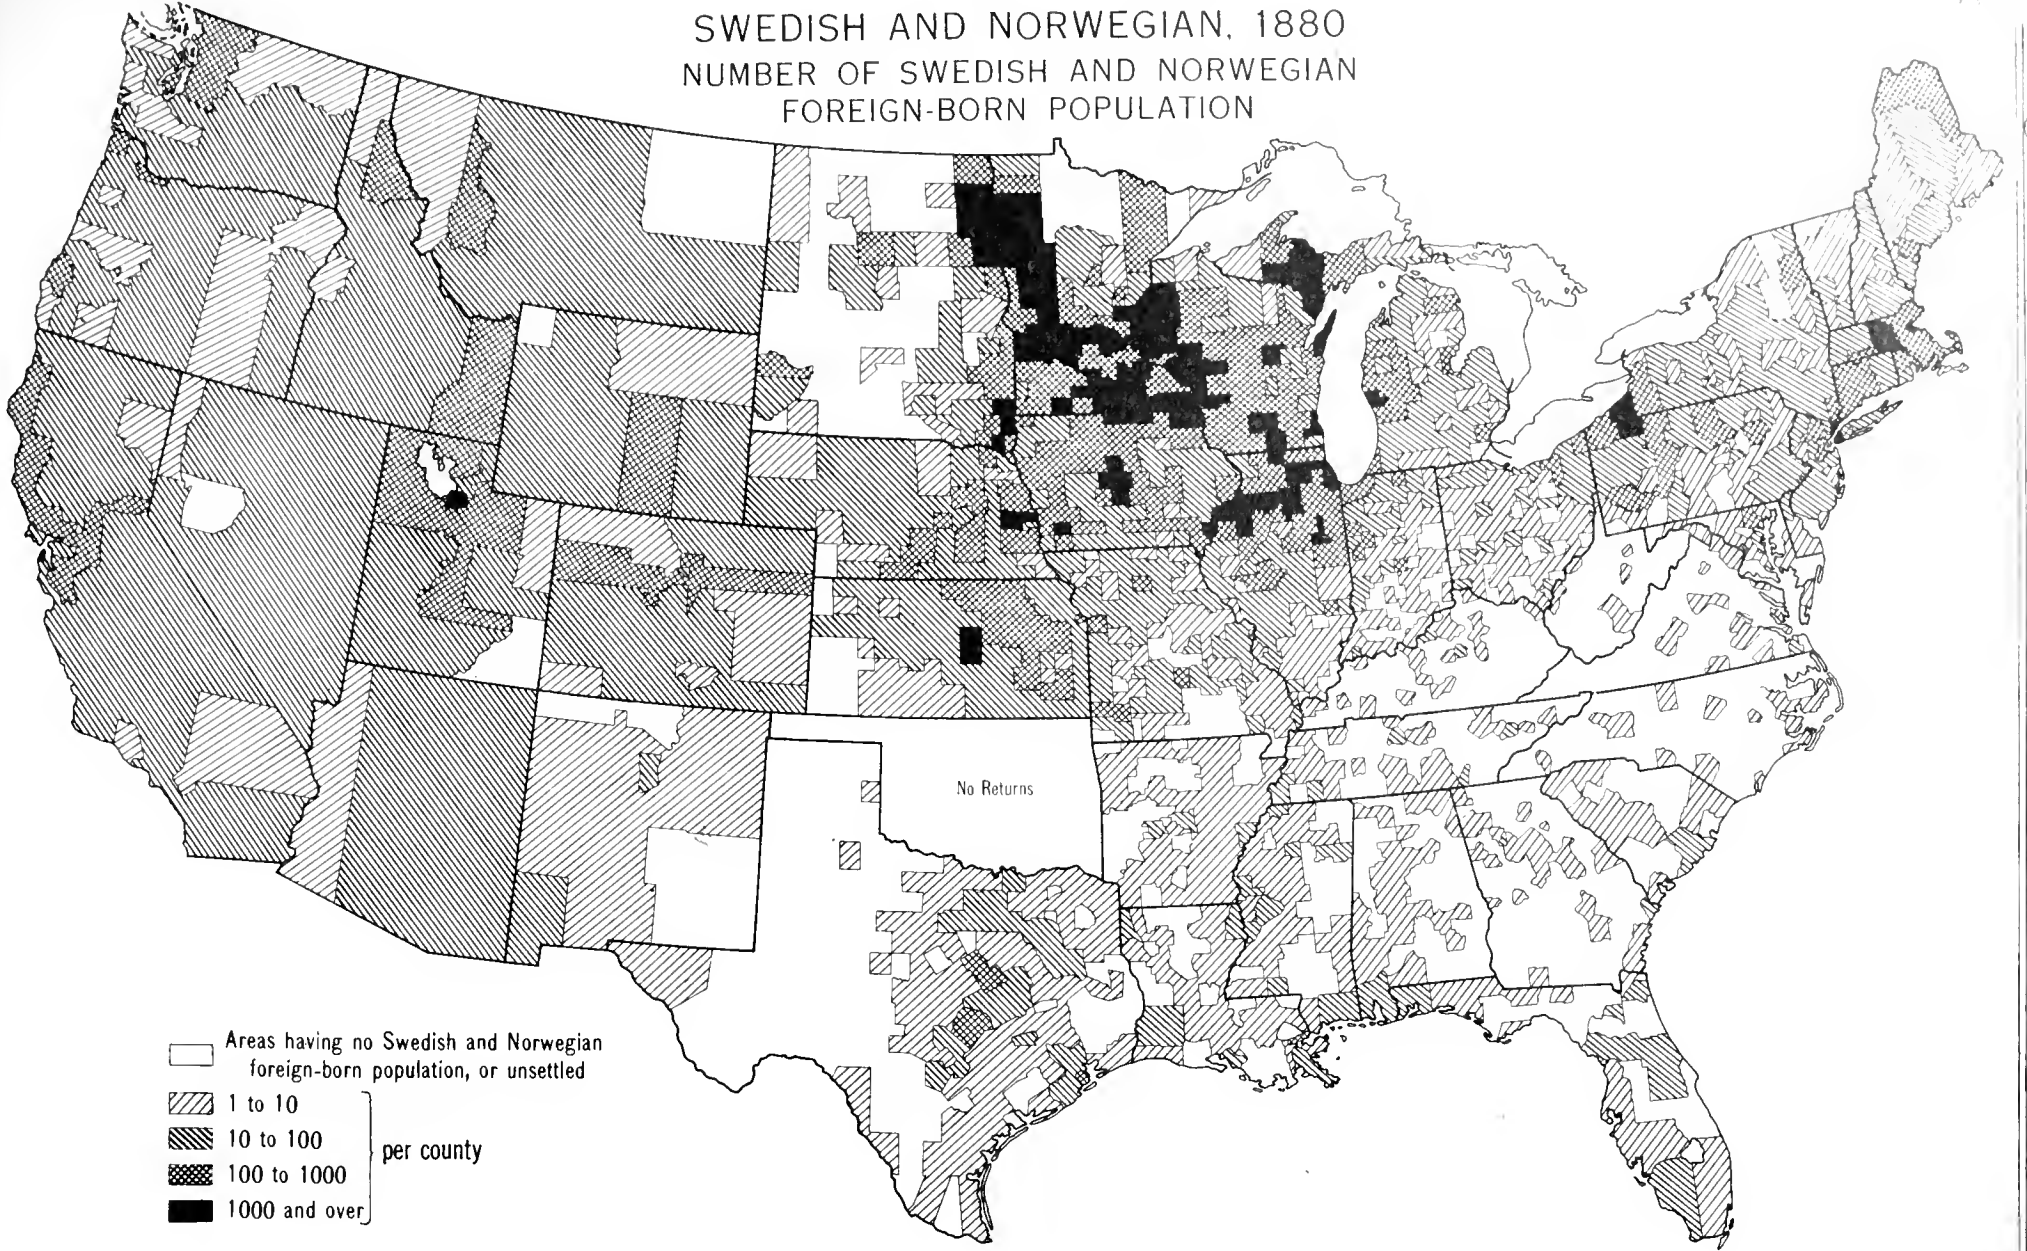 SWEDISH AND NORWEGIAN, 1880
NUMBER OF SWEDISH AND NORWEGIAN
FOREIGN-BORN POPULATION
No Returns
Areas having no Swedish and Norwegian
foreign-born population, or unsettled
1 to 10
10 to 100
per county
100 to 1000
1000 and over